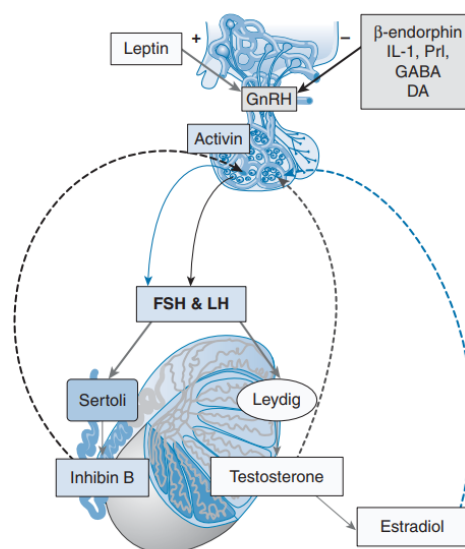 +
−
Leptin
β-endorphin
IL-1, Prl,
GABA
DA
GnRH
Activin
FSH & LH
Sertoli
Leydig
Inhibin B
Testosterone
Estradiol